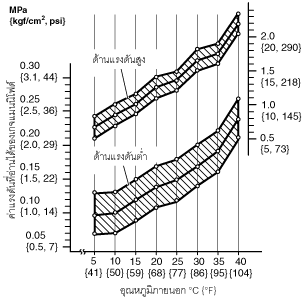 MPa
{kgf/cm², psi}
ด้านแรงดันสูง
2.0
{20, 290}
0.30
{3.1, 44}
1.5
{15, 218}
0.25
{2.5, 36}
1.0
{10, 145}
0.20
{2.0, 29}
0.5
{5, 73}
ด้านแรงดันต่ำ
0.15
{1.5, 22}
0.10
{1.0, 14}
0.05
{0.5, 7}
ค่าแรงดันที่อ่านได้ของเกจแมนนิโฟล์ด
5 10 15 20 25 30 35 40
{41} {50} {59} {68} {77} {86} {95} {104}
อุณหภูมิภายนอก °C {°F}